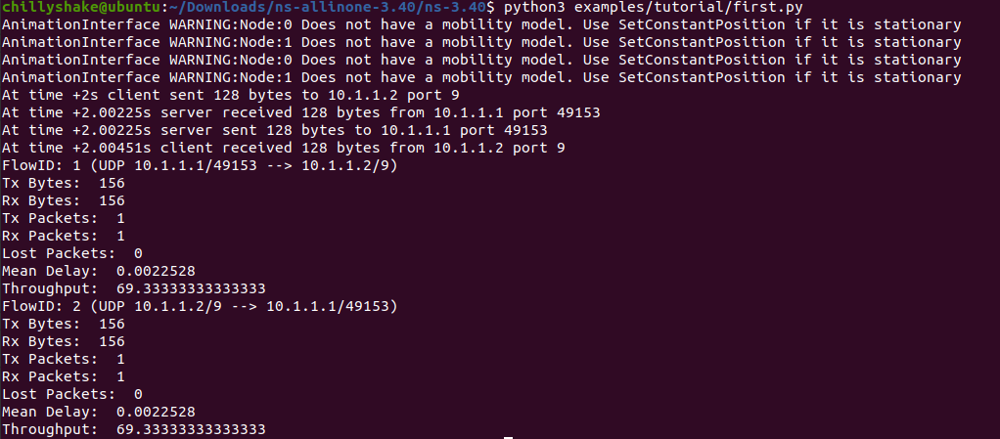 chillyshake@ubuntu:~/Downloads/ns-allinone-3.40/ns-3.40$ python3 examples/tutorial/first.py
AnimationInterface WARNING:Node:0 Does not have a mobility model. Use SetConstantPosition if it is stationary
AnimationInterface WARNING:Node:1 Does not have a mobility model. Use SetConstantPosition if it is stationary
AnimationInterface WARNING:Node:0 Does not have a mobility model. Use SetConstantPosition if it is stationary
AnimationInterface WARNING:Node:1 Does not have a mobility model. Use SetConstantPosition if it is stationary
At time +2s client sent 128 bytes to 10.1.1.2 port 9
At time +2.00225s server received 128 bytes from 10.1.1.1 port 49153
At time +2.00225s server sent 128 bytes to 10.1.1.1 port 49153
At time +2.00451s client received 128 bytes from 10.1.1.2 port 9
FlowID: 1 (UDP 10.1.1.1/49153 --> 10.1.1.2/9)
Tx Bytes:  156
Rx Bytes:  156
Tx Packets:  1
Rx Packets:  1
Lost Packets:  0
Mean Delay:  0.0022528
Throughput:  69.33333333333333
FlowID: 2 (UDP 10.1.1.2/9 --> 10.1.1.1/49153)
Tx Bytes:  156
Rx Bytes:  156
Tx Packets:  1
Rx Packets:  1
Lost Packets:  0
Mean Delay:  0.0022528
Throughput:  69.33333333333333